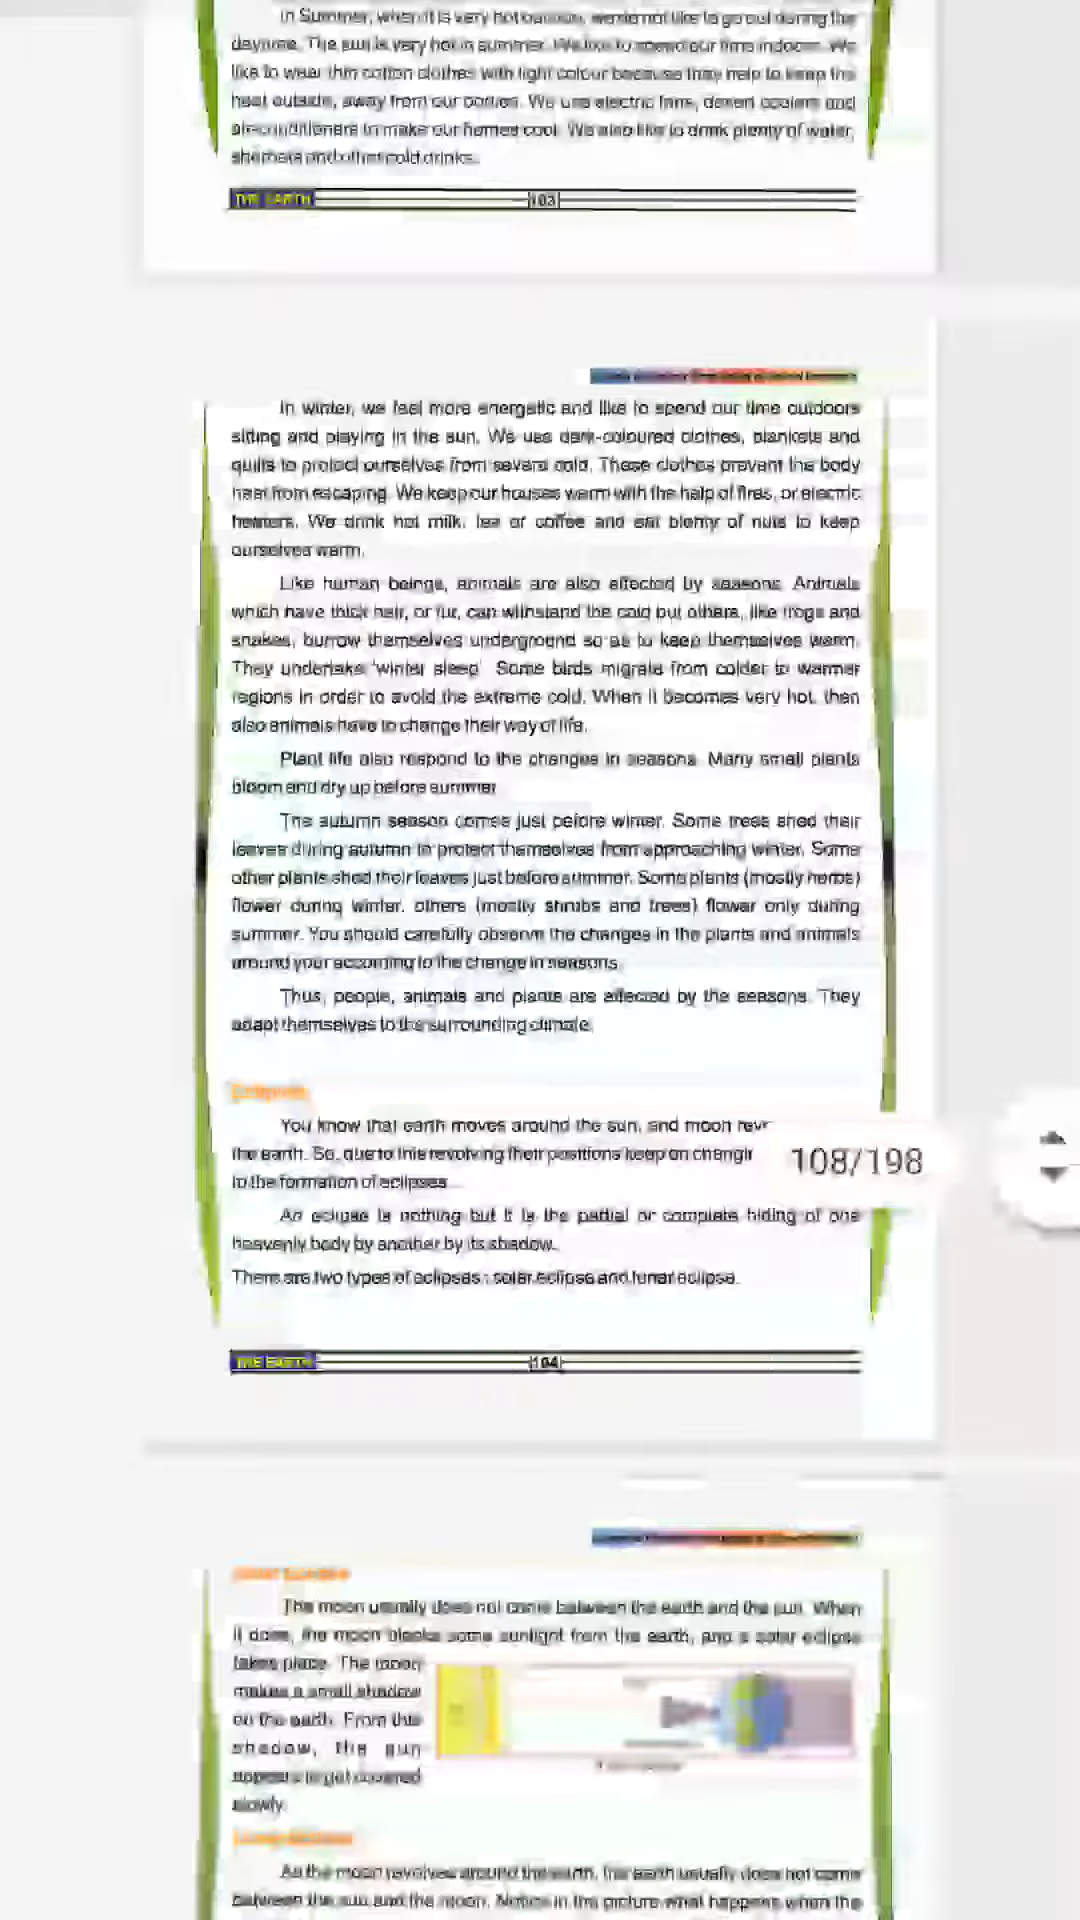 In Summer, when it is very hot outside, we do not like to go out during the
daytime. The sun is very hot in summer. We like to spend our time indoors. We
like to wear thin cotton clothes with light colour because they help to keep the
heat outside, away from our bodies. We use electric fans, desert coolers and
air-conditioners to make our homes cool. We also like to drink plenty of water,
sherbets and other cold drinks.
THE EARTH 103
In winter, we feel more energetic and like to spend our time outdoors
sitting and playing in the sun. We use dark-coloured clothes, blankets and
quilts to protect ourselves from severe cold. These clothes prevent the body
heat from escaping. We keep our houses warm with the help of fires, or electric
heaters. We drink hot milk, tea or coffee and eat plenty of nuts to keep
ourselves warm.
Like human beings, animals are also affected by seasons. Animals
which have thick hair, or fur, can withstand the cold but others, like frogs and
snakes, burrow themselves underground so as to keep themselves warm.
They undertake 'winter sleep'. Some birds migrate from colder to warmer
regions in order to avoid the extreme cold. When it becomes very hot, then
also animals have to change their way of life.
Plant life also respond to the changes in seasons. Many small plants
bloom and dry up before summer.
The autumn season comes just before winter. Some trees shed their
leaves during autumn to protect themselves from approaching winter. Some
other plants shed their leaves just before summer. Some plants (mostly herbs)
flower during winter, others (mostly shrubs and trees) flower only during
summer. You should carefully observe the changes in the plants and animals
around your according to the change in seasons.
Thus, people, animals and plants are affected by the seasons. They
adapt themselves to the surrounding climate.
You know that earth moves around the sun, and moon rev
the earth. So, due to this revolving their positions keep on changin
to the formation of eclipses.
108/198
An eclipse is nothing but it is the partial or complete hiding of one
heavenly body by another by its shadow.
There are two types of eclipses : solar eclipse and lunar eclipse.
THE EARTH 104
The moon usually does not come between the earth and the sun. When
it does, the moon blocks some sunlight from the earth, and a solar eclipse
takes place. The moon
makes a small shadow
on the earth. From this
shadow, the sun
appears to get covered
slowly.
As the moon revolves around the earth, the earth usually does not come
between the sun and the moon. Notice in the picture what happens when the